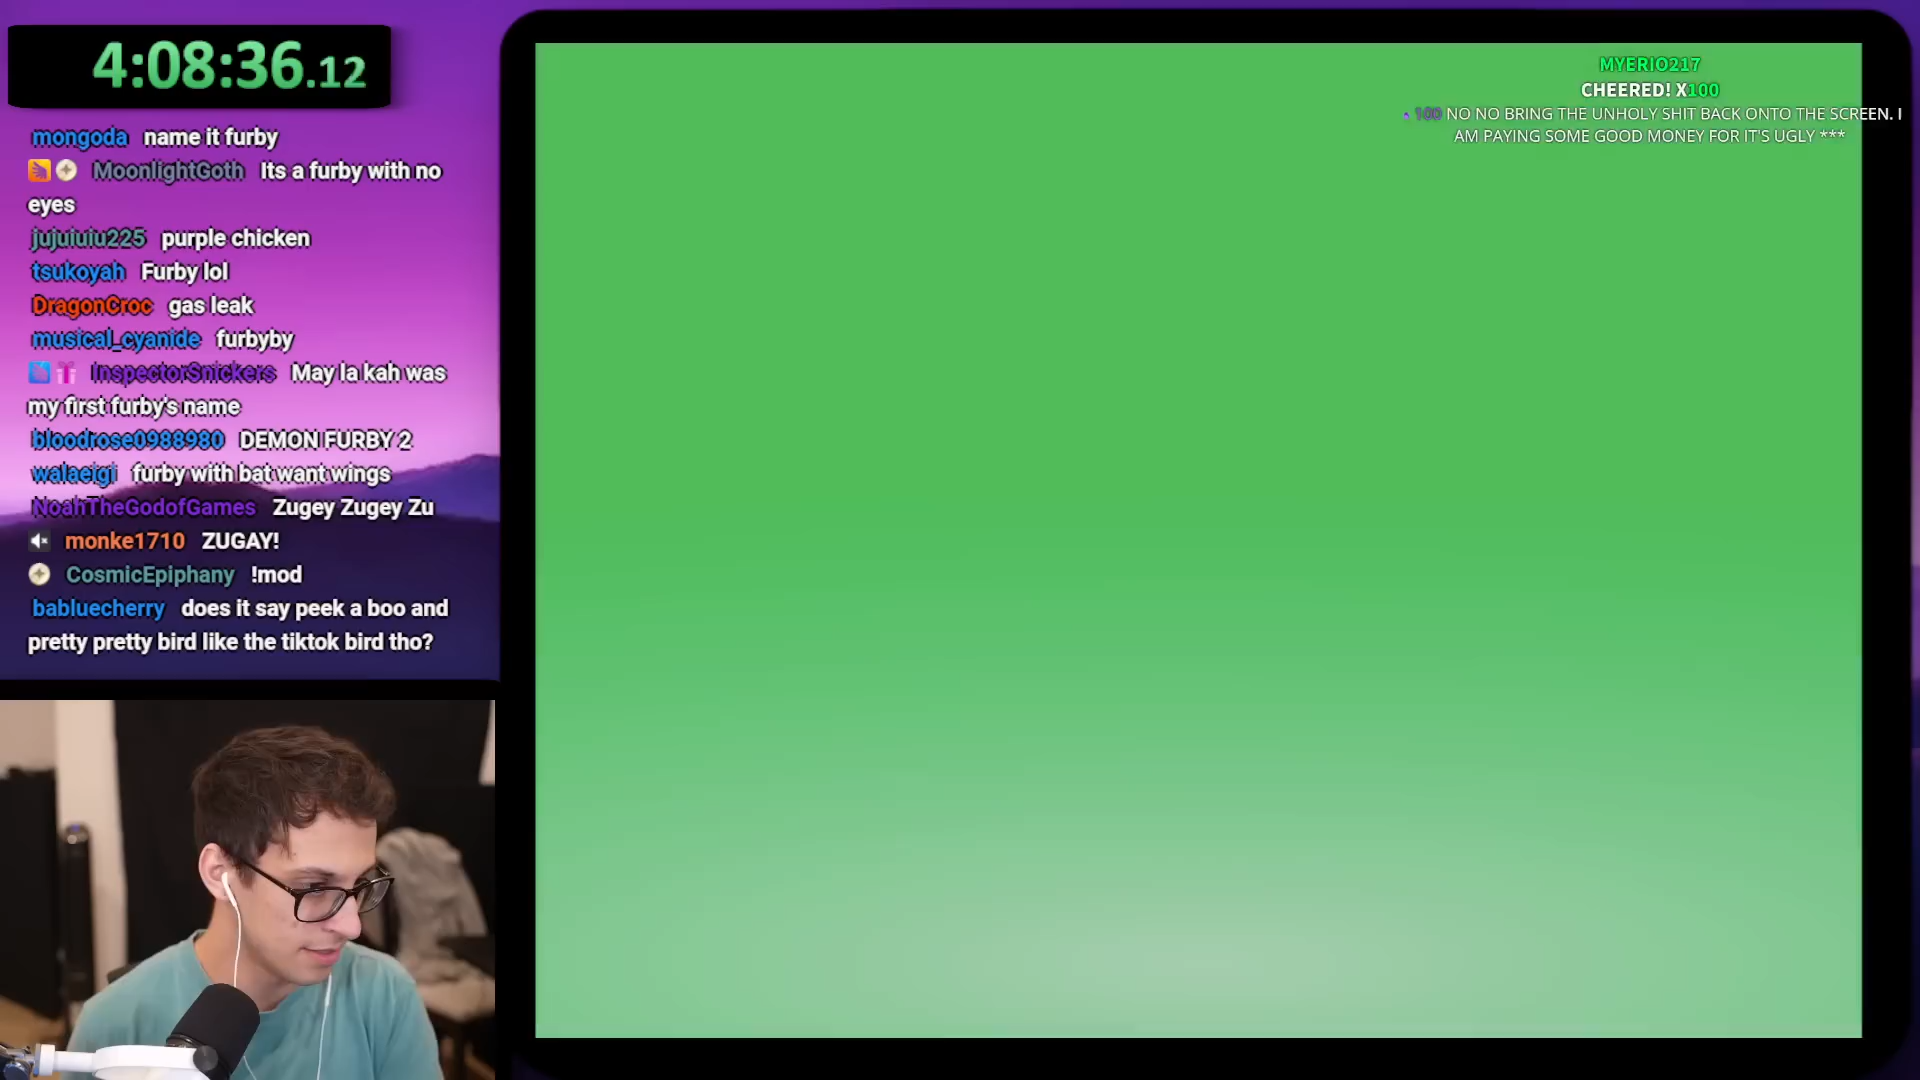 4:08:36.12
mongoda name it furby
MoonlightGoth Its a furby with no
eyes
jujuiuiu225 purple chicken
tsukoyah Furby lol
DragonCroc gas leak
musical_cyanide furbyby
InspectorSnickers May la kah was
my first furby's name
bloodrose0988980 DEMON FURBY 2
walaeigi furby with bat want wings
NoahTheGodofGames Zugey Zugey Zu
monke1710 ZUGAY!
CosmicEpiphany !mod
babluecherry does it say peek a boo and
pretty pretty bird like the tiktok bird tho?
MYERIO217
CHEERED! X100
100 NO NO BRING THE UNHOLY SHIT BACK ONTO THE SCREEN. I
AM PAYING SOME GOOD MONEY FOR IT'S UGLY ***